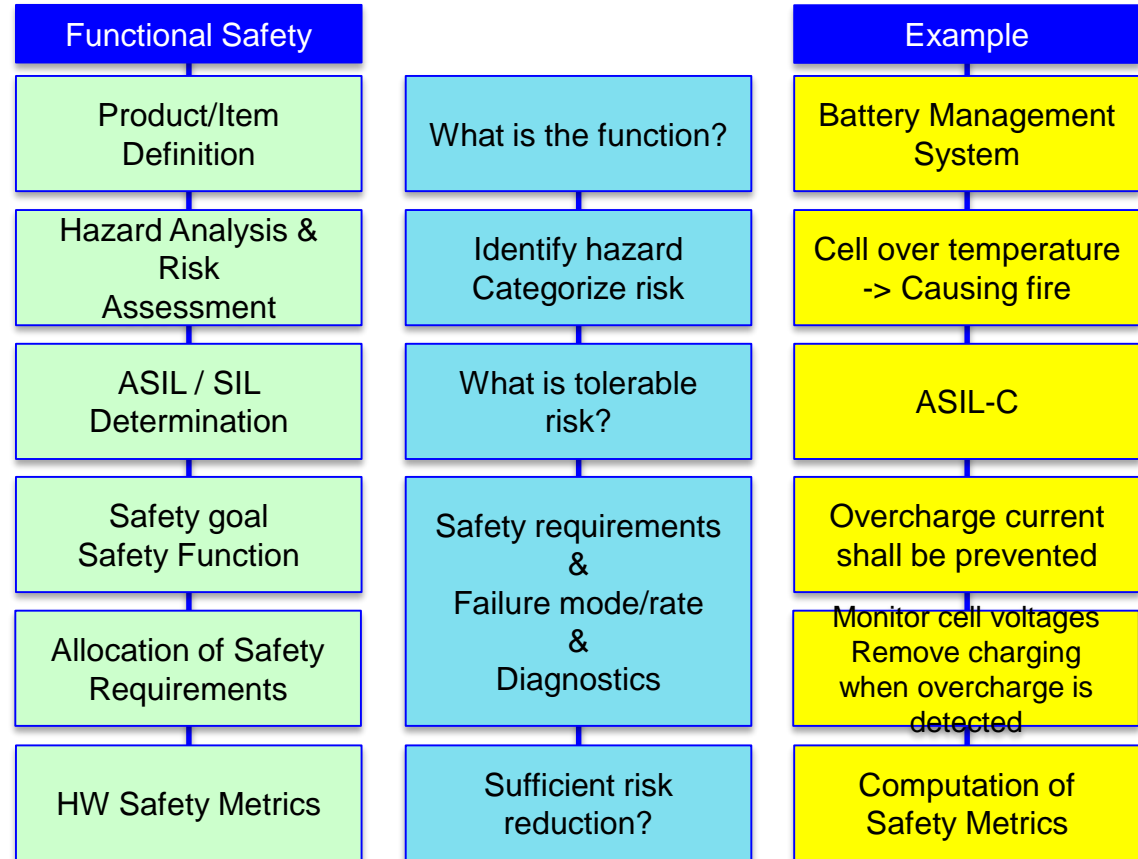 Functional Safety
Example
Product/Item
Definition
What is the function?
Battery Management
System
Hazard Analysis &
Risk
Assessment
Identify hazard
Categorize risk
Cell over temperature
-> Causing fire
ASIL / SIL
Determination
What is tolerable
risk?
ASIL-C
Safety goal
Safety Function
Safety requirements
&
Failure mode/rate
&
Diagnostics
Overcharge current
shall be prevented
Allocation of Safety
Requirements
Monitor cell voltages
Remove charging
when overcharge is
detected
HW Safety Metrics
Sufficient risk
reduction?
Computation of
Safety Metrics